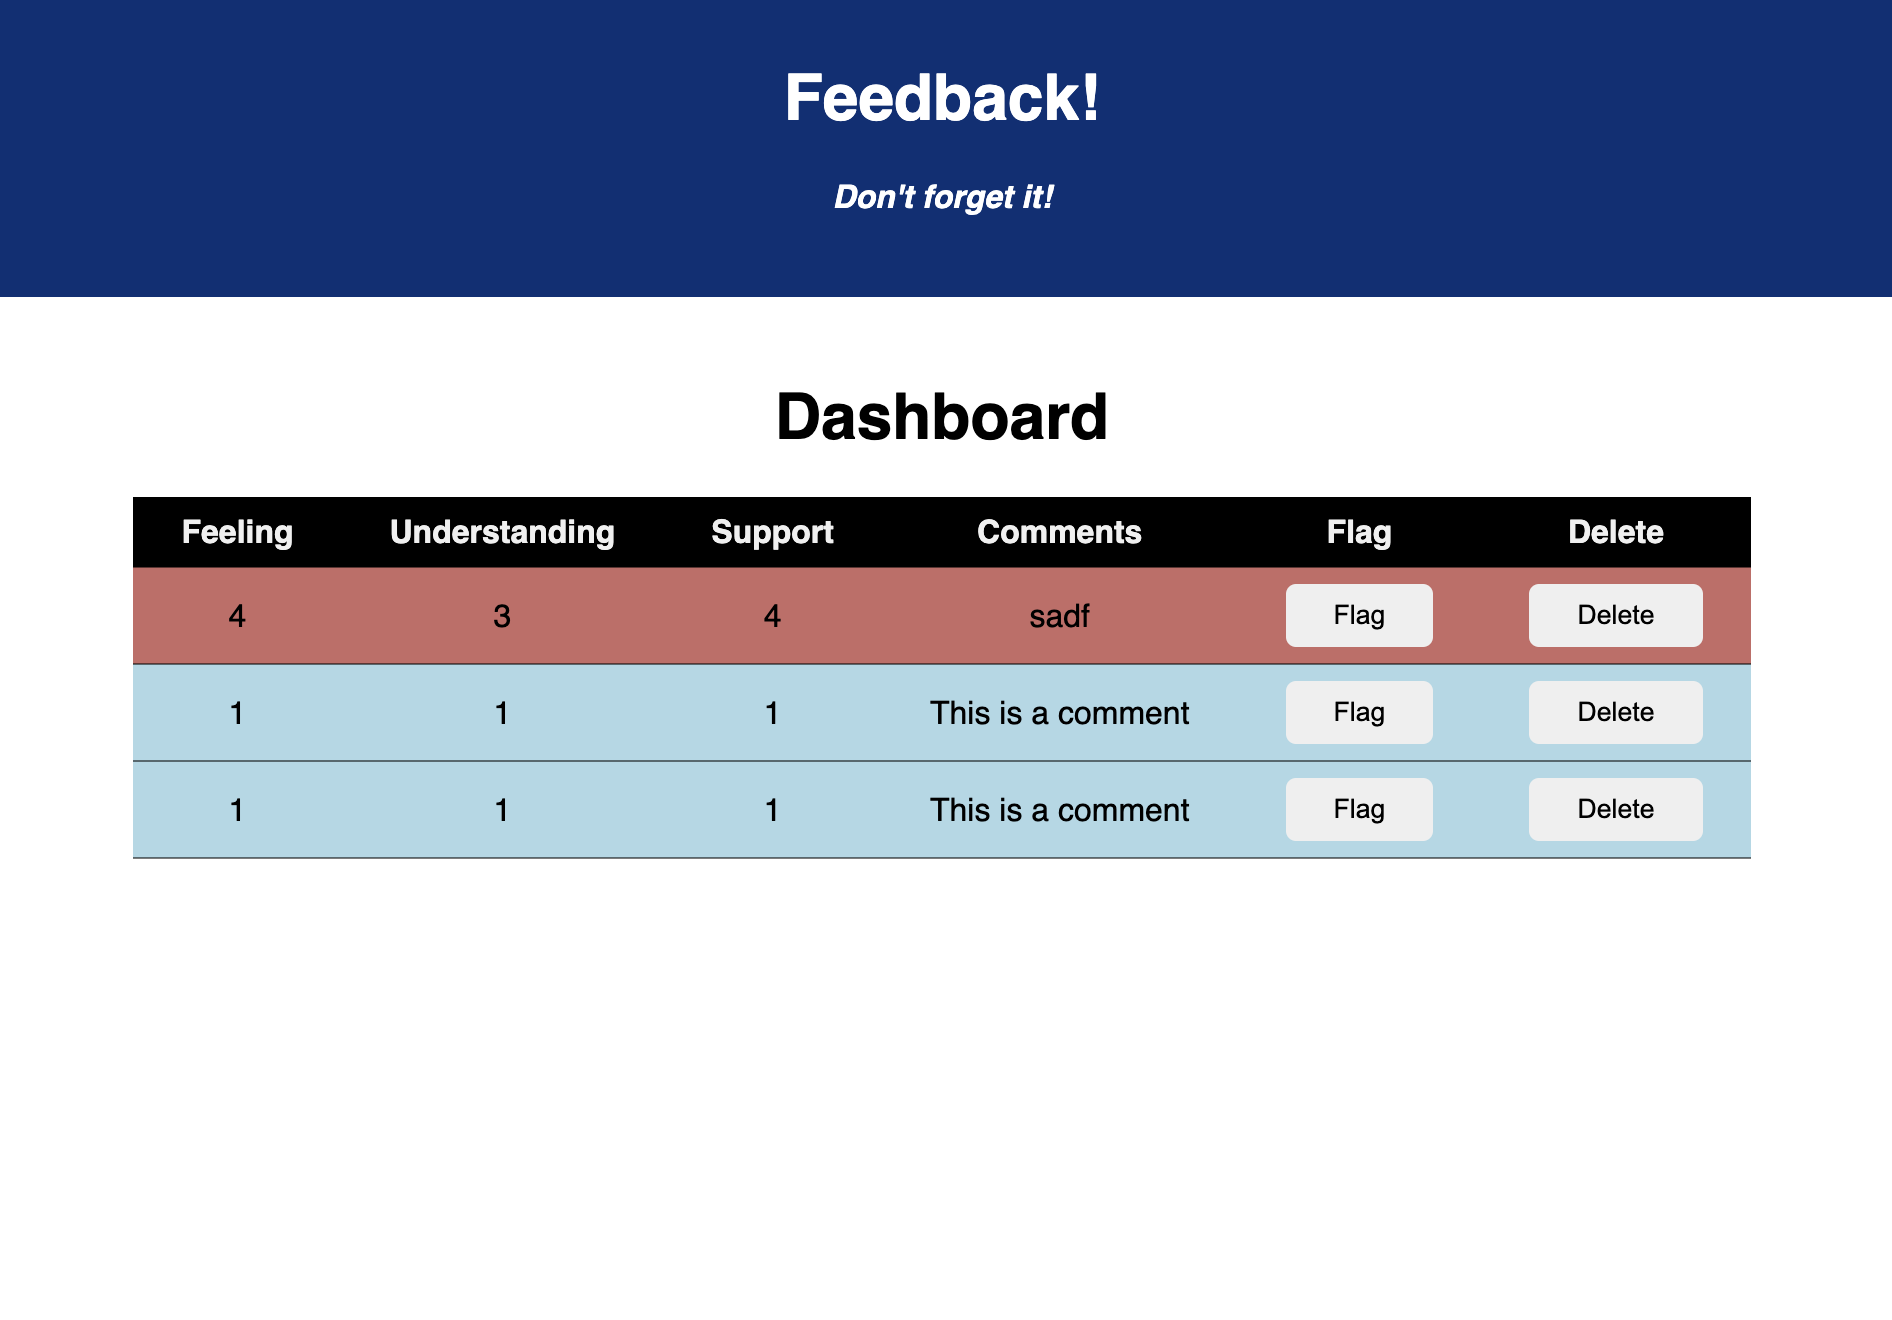 Feedback!
Don't forget it!
Dashboard
Feeling Understanding Support Comments Flag Delete
4 3 4 sadf Flag Delete
1 1 1 This is a comment Flag Delete
1 1 1 This is a comment Flag Delete